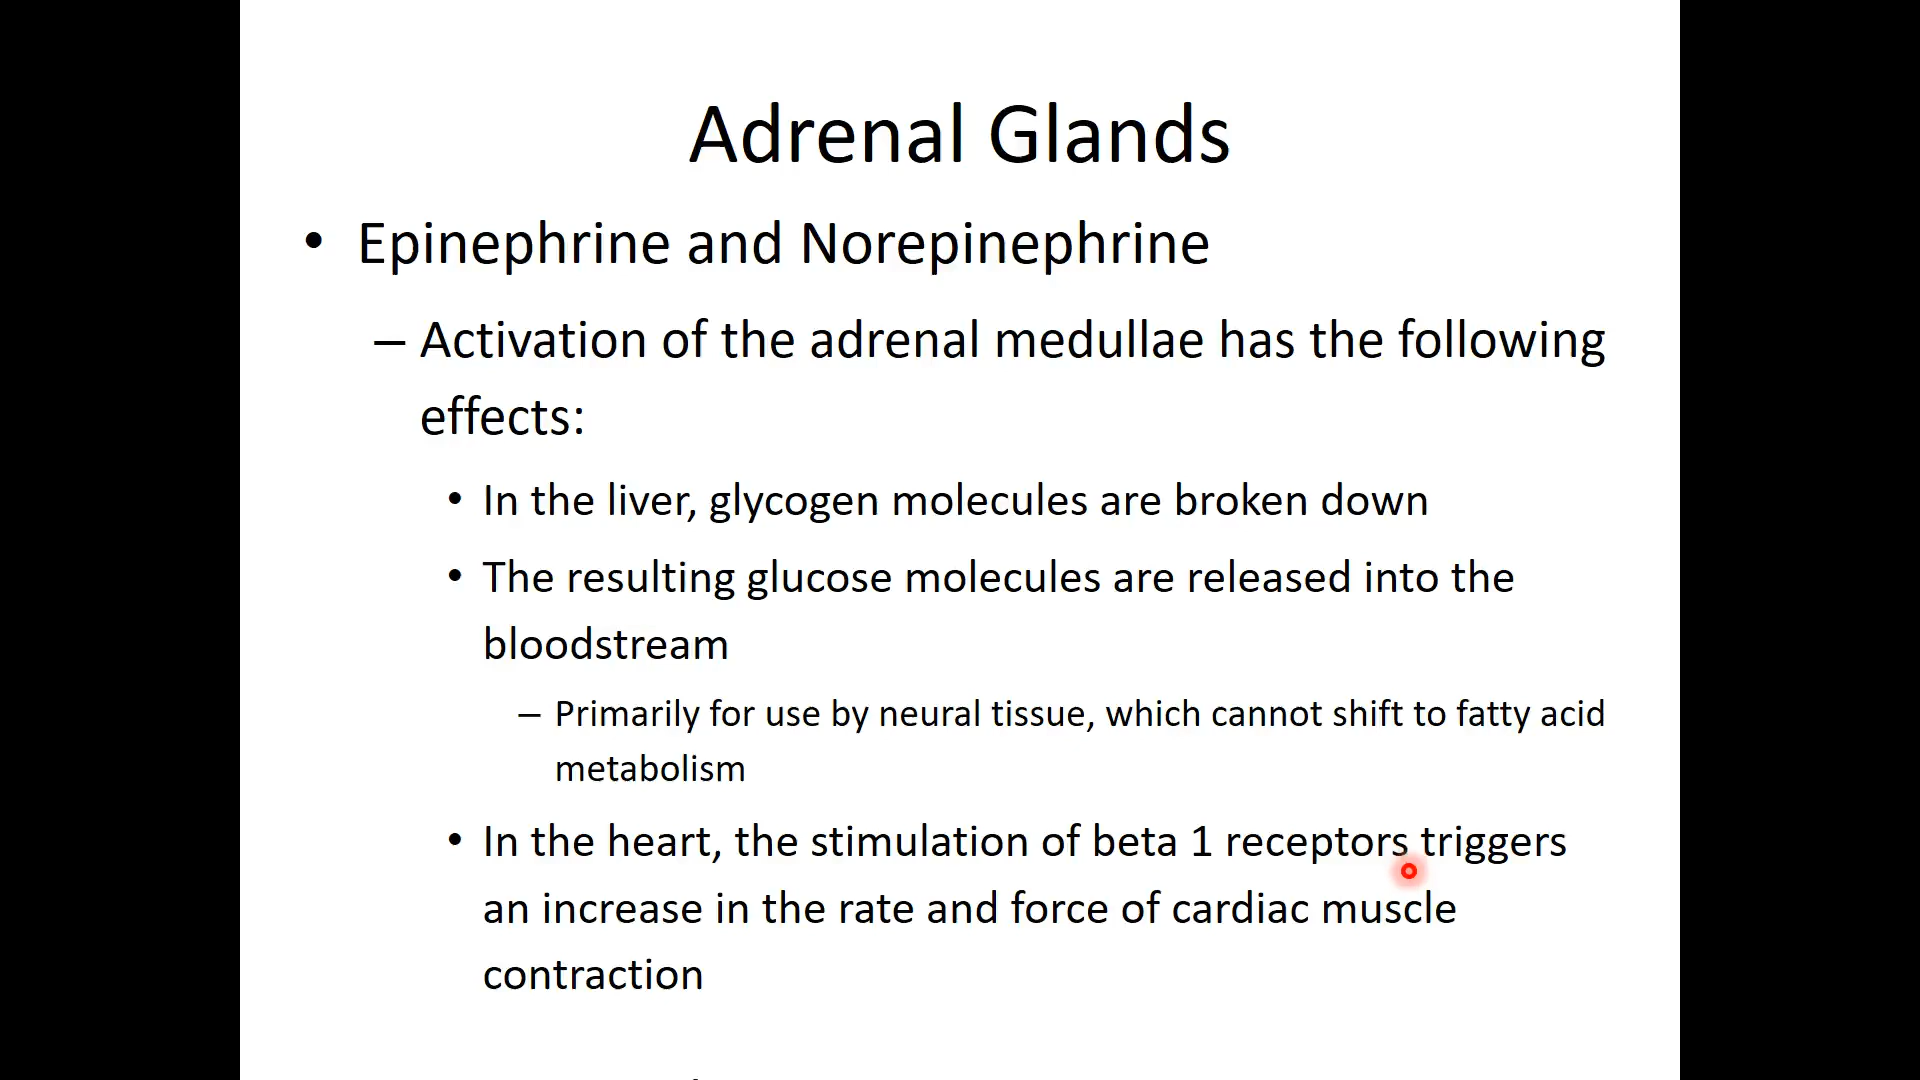 Adrenal Glands
• Epinephrine and Norepinephrine
– Activation of the adrenal medullae has the following
effects:
• In the liver, glycogen molecules are broken down
• The resulting glucose molecules are released into the
bloodstream
– Primarily for use by neural tissue, which cannot shift to fatty acid
metabolism
• In the heart, the stimulation of beta 1 receptors triggers
an increase in the rate and force of cardiac muscle
contraction